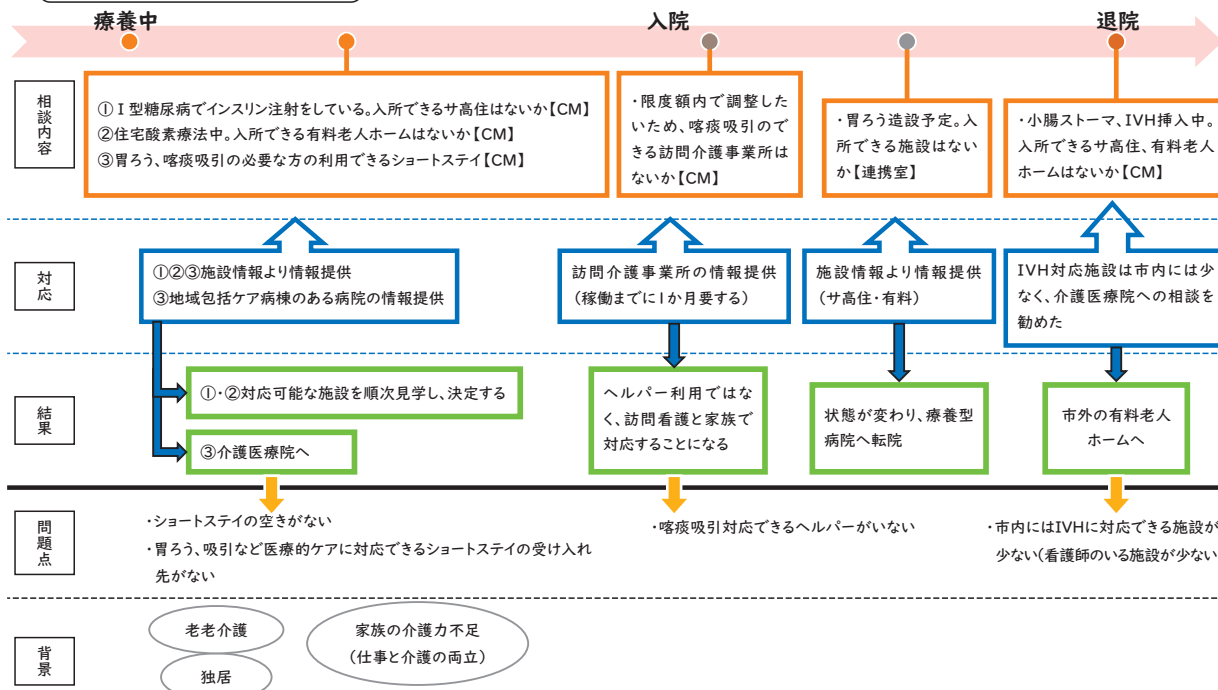 療養中
入院
退院
相談内容
①Ⅰ型糖尿病でインスリン注射をしている。入所できるサ高住はないか【CM】
②住宅酸素療法中。入所できる有料老人ホームはないか【CM】
③胃ろう、喀痰吸引の必要な方の利用できるショートステイ【CM】
・限度額内で調整した
いため、喀痰吸引ので
きる訪問介護事業所は
ないか【CM】
・胃ろう造設予定。入
所できる施設はない
か【連携室】
・小腸ストーマ、IVH挿入中。
入所できるサ高住、有料老人
ホームはないか【CM】
対応
①②③施設情報より情報提供
③地域包括ケア病棟のある病院の情報提供
訪問介護事業所の情報提供
(稼働までに1か月要する)
施設情報より情報提供
(サ高住・有料)
IVH対応施設は市内には少
なく、介護医療院への相談を
勧めた
結果
①・②対応可能な施設を順次見学し、決定する
③介護医療院へ
ヘルパー利用ではな
く、訪問看護と家族で
対応することになる
状態が変わり、療養型
病院へ転院
市外の有料老人
ホームへ
問題点
・ショートステイの空きがない
・胃ろう、吸引など医療的ケアに対応できるショートステイの受け入れ
先がない
・喀痰吸引対応できるヘルパーがいない
・市内にはIVHに対応できる施設が
少ない(看護師のいる施設が少ない
背景
老老介護
独居
家族の介護力不足
(仕事と介護の両立)